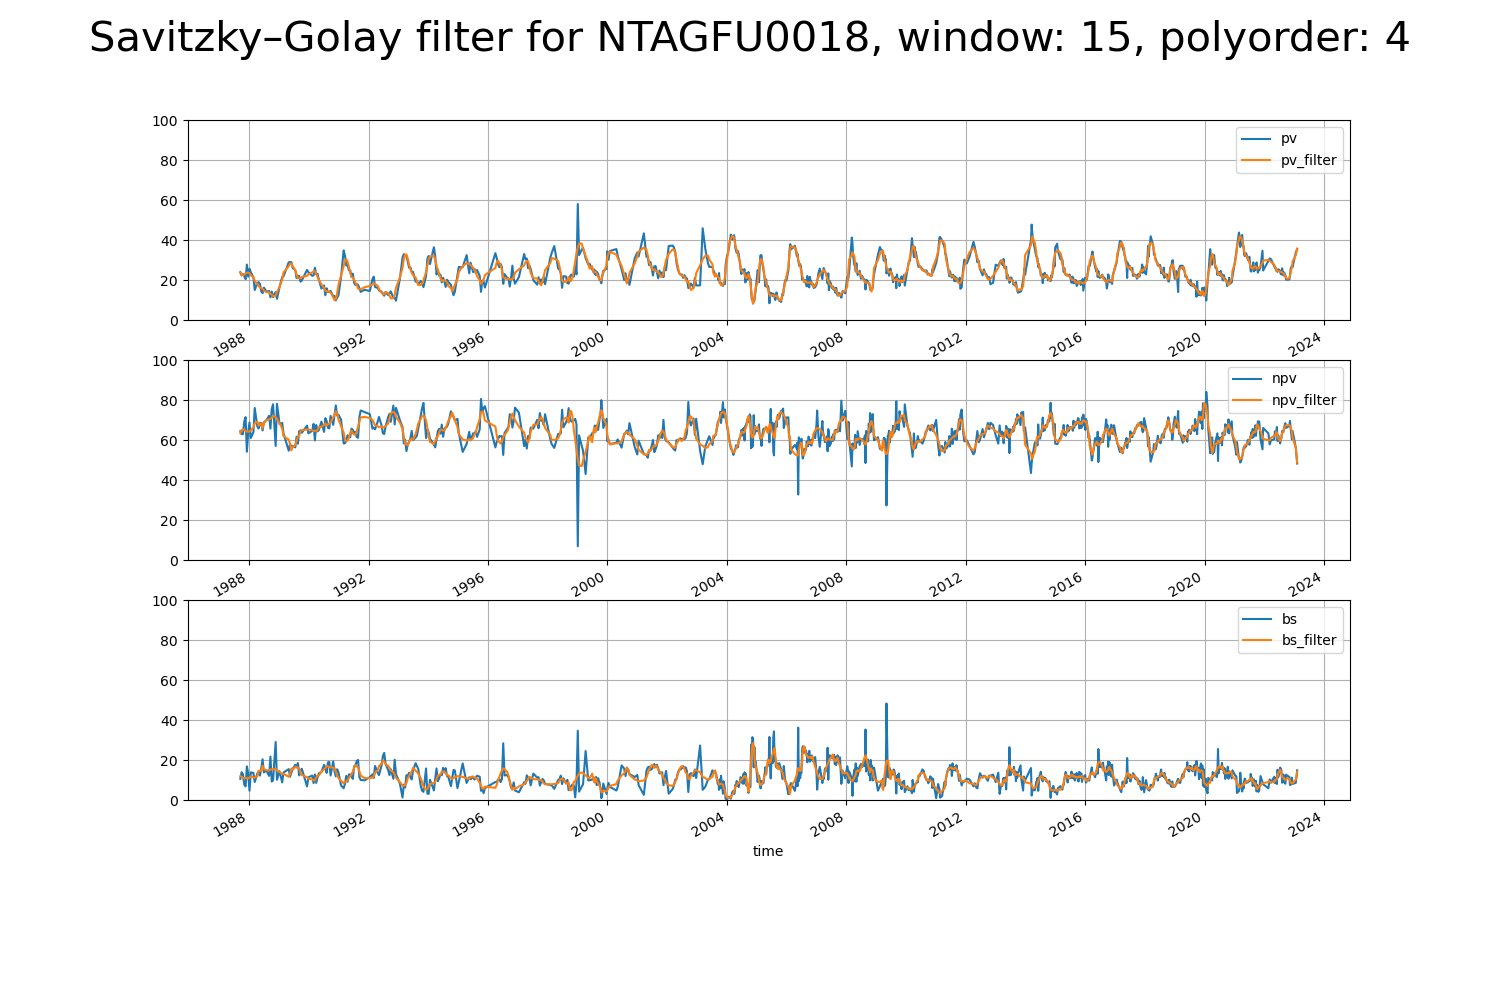 Savitzky–Golay filter for NTAGFU0018, window: 15, polyorder: 4
100
80
60
40
20
0
pv
pv_filter
1988 1992 1996 2000 2004 2008 2012 2016 2020 2024
100
80
60
40
20
0
npv
npv_filter
1988 1992 1996 2000 2004 2008 2012 2016 2020 2024
100
80
60
40
20
0
bs
bs_filter
1988 1992 1996 2000 2004 2008 2012 2016 2020 2024
time